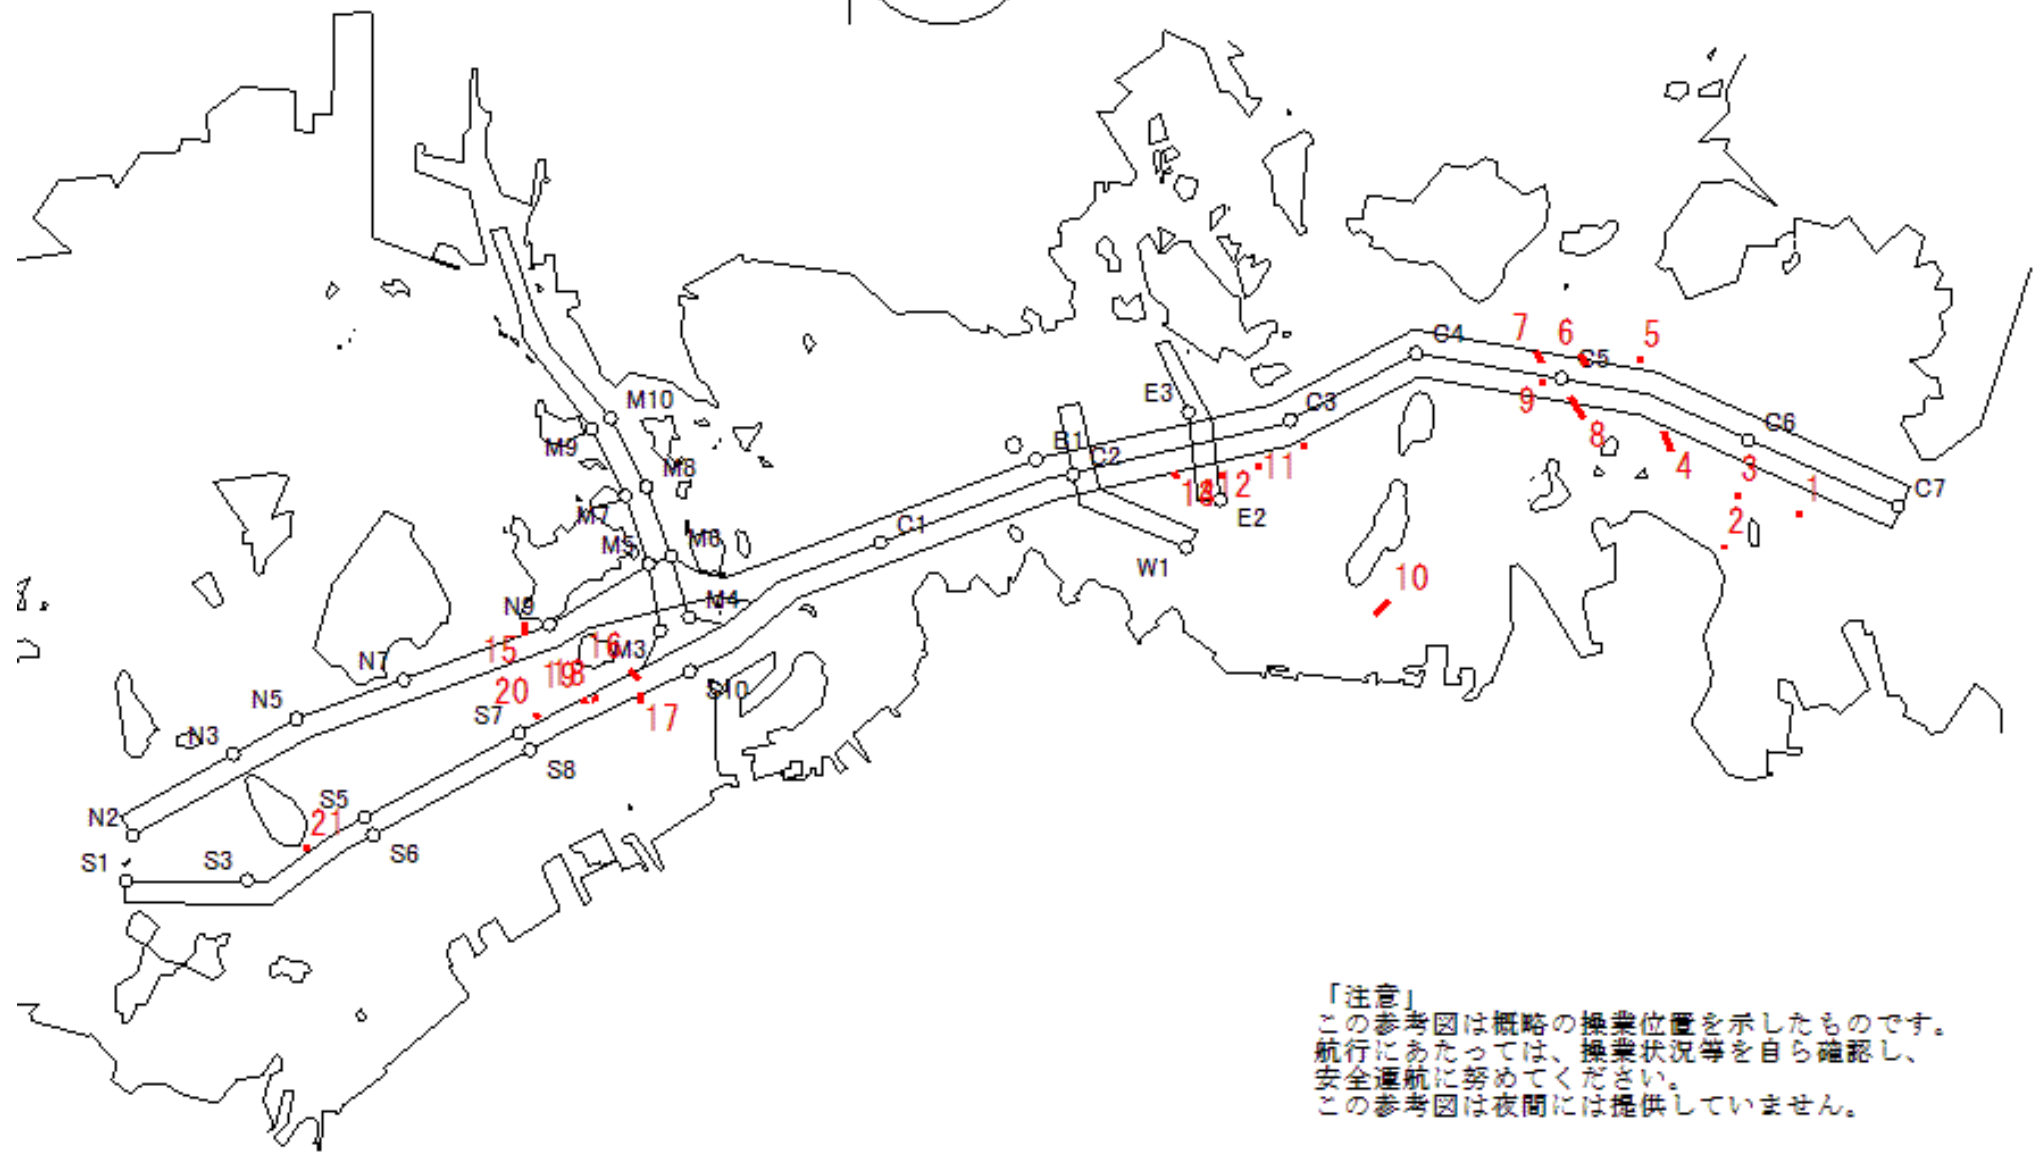 C4
7
6
5
C5
E3
C3
9
M10
C6
M9
B1
8
C2
M8
4
3
11
C7
12
1
M7
E2
2
C1
M5
M6
W1
10
N9
M4
15
16
M3
N7
19
18
20
S10
N5
S7
17
N3
S8
S5
N2
21
S1
S3
S6
「注意」
この参考図は概略の操業位置を示したものです。
航行にあたっては、操業状況等を自ら確認し、
安全運航に努めてください。
この参考図は夜間には提供していません。